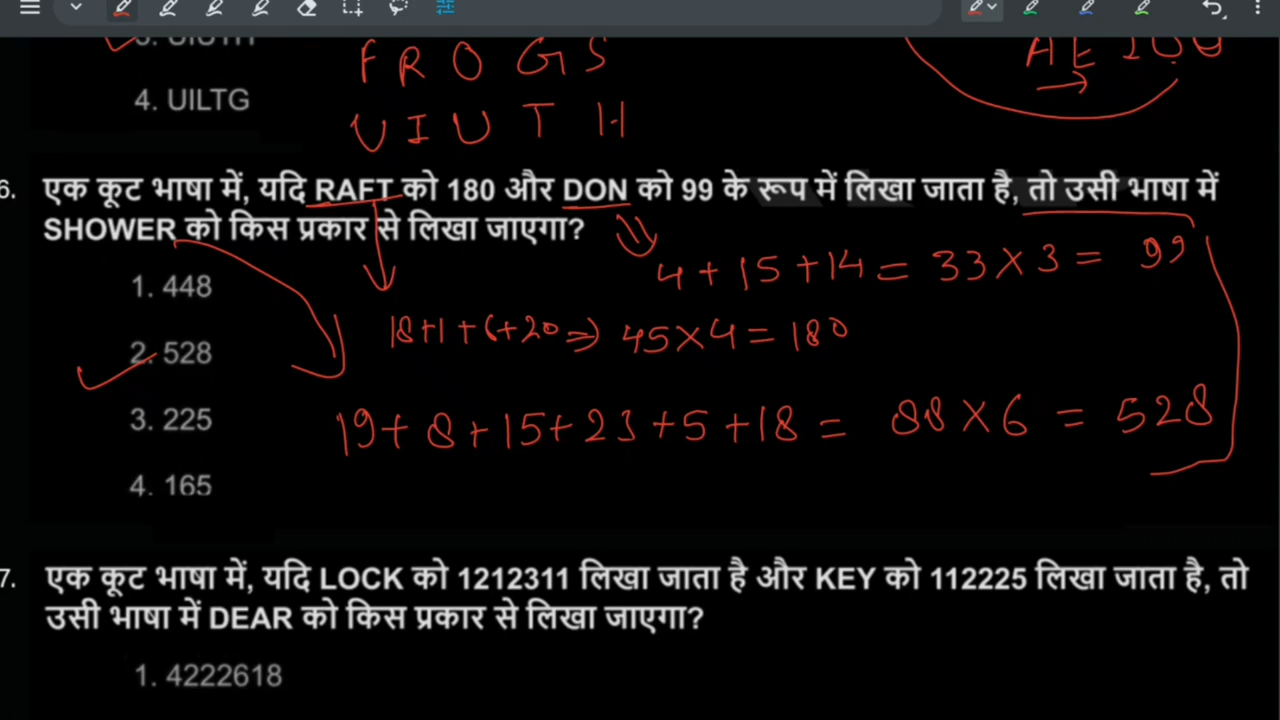 FROGS
AE
4. UILTG
UIUTH
6. एक कूट भाषा में, यदि RAFT को 180 और DON को 99 के रूप में लिखा जाता है, तो उसी भाषा में
SHOWER को किस प्रकार से लिखा जाएगा?
4+15+14=33×3= 99
1. 448
18+1+6+20=) 45×4=180
2. 528
3. 225
19+8+15+23+5+18= 88×6 = 528
4. 165
7. एक कूट भाषा में, यदि LOCK को 1212311 लिखा जाता है और KEY को 112225 लिखा जाता है, तो
उसी भाषा में DEAR को किस प्रकार से लिखा जाएगा?
1. 4222618